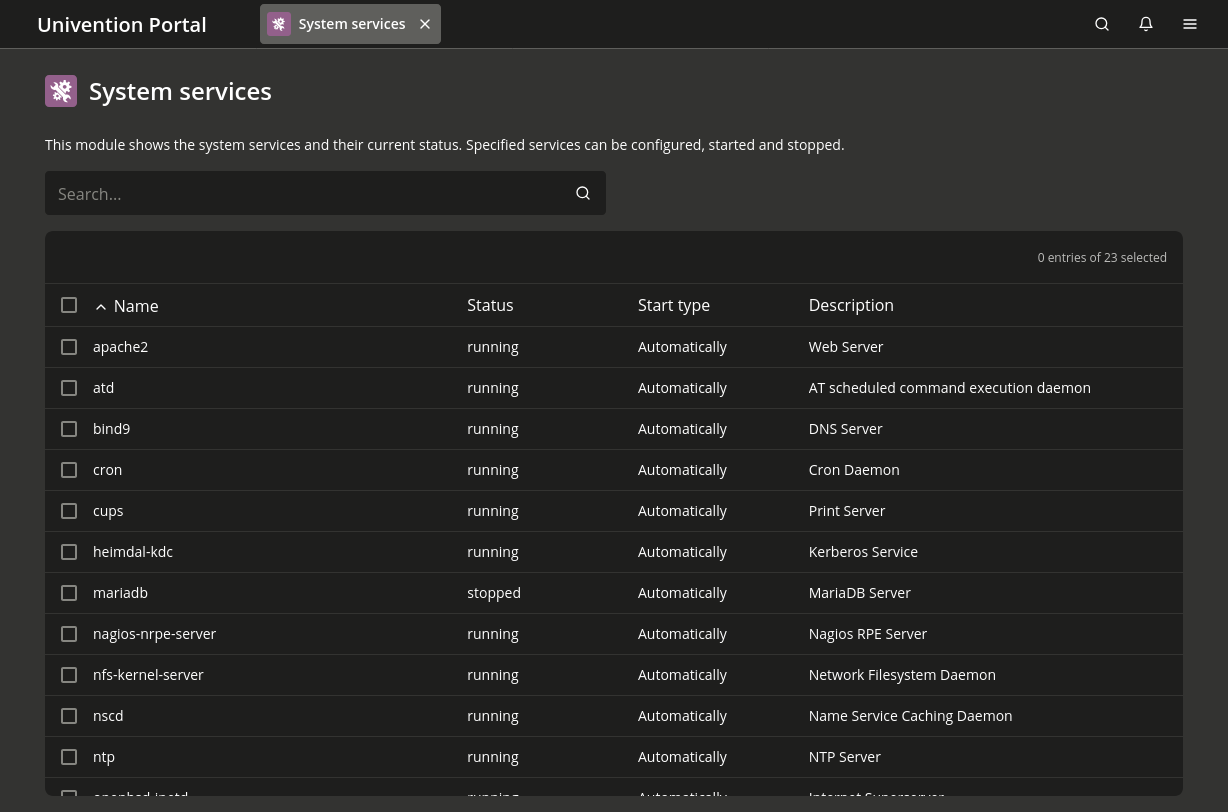 Univention Portal
System services
System services
This module shows the system services and their current status. Specified services can be configured, started and stopped.
Search...
0 entries of 23 selected
Name Status Start type Description
apache2 running Automatically Web Server
atd running Automatically AT scheduled command execution daemon
bind9 running Automatically DNS Server
cron running Automatically Cron Daemon
cups running Automatically Print Server
heimdal-kdc running Automatically Kerberos Service
mariadb stopped Automatically MariaDB Server
nagios-nrpe-server running Automatically Nagios RPE Server
nfs-kernel-server running Automatically Network Filesystem Daemon
nscd running Automatically Name Service Caching Daemon
ntp running Automatically NTP Server